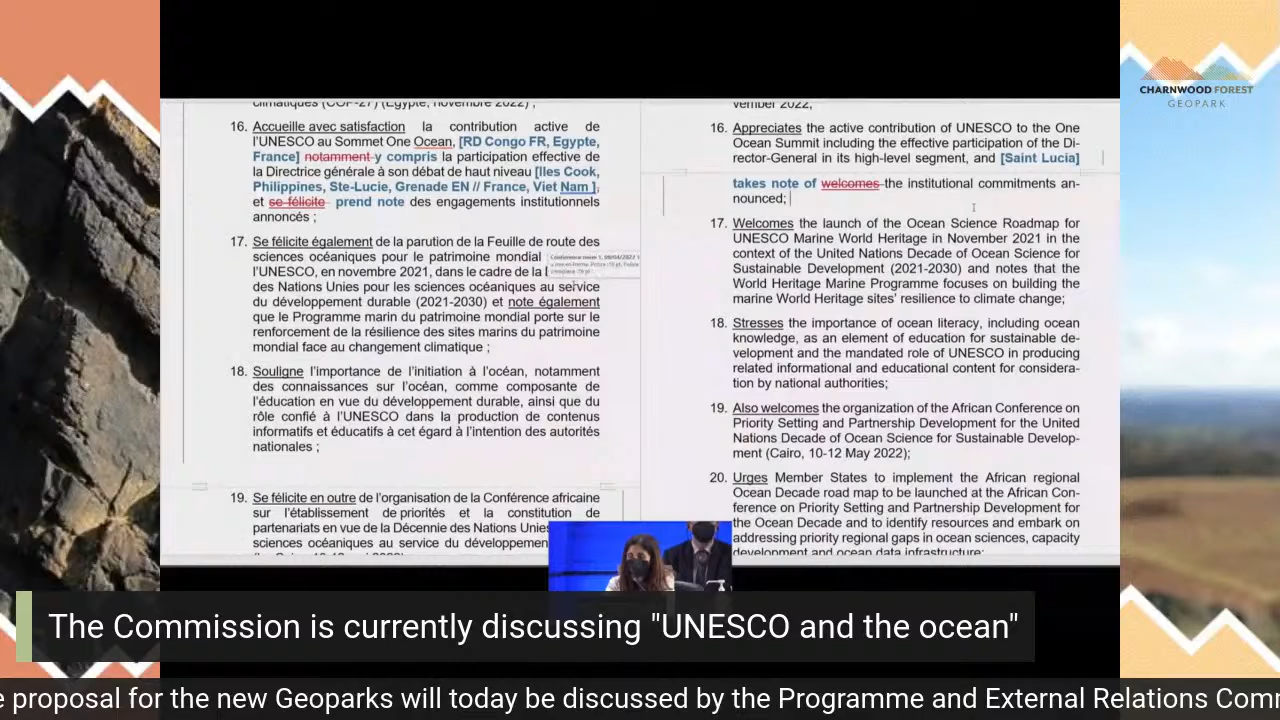 climatiques (COP-27) (Égypte, novembre 2022) ;
16. Accueille avec satisfaction la contribution active de
l'UNESCO au Sommet One Ocean, [RD Congo FR, Egypte,
France] notamment y compris la participation effective de
la Directrice générale à son débat de haut niveau [Iles Cook,
Philippines, Ste-Lucie, Grenade EN // France, Viet Nam ],
et se félicite prend note des engagements institutionnels
annoncés ;
17. Se félicite également de la parution de la Feuille de route des
sciences océaniques pour le patrimoine mondial
l'UNESCO, en novembre 2021, dans le cadre de la
des Nations Unies pour les sciences océaniques au service
du développement durable (2021-2030) et note également
que le Programme marin du patrimoine mondial porte sur le
renforcement de la résilience des sites marins du patrimoine
mondial face au changement climatique ;
18. Souligne l'importance de l'initiation à l'océan, notamment
des connaissances sur l'océan, comme composante de
l'éducation en vue du développement durable, ainsi que du
rôle confié à l'UNESCO dans la production de contenus
informatifs et éducatifs à cet égard à l'intention des autorités
nationales ;
19. Se félicite en outre de l'organisation de la Conférence africaine
sur l'établissement de priorités et la constitution de
partenariats en vue de la Décennie des Nations Unies
sciences océaniques au service du développement
vember 2022;
16. Appreciates the active contribution of UNESCO to the One
Ocean Summit including the effective participation of the Di-
rector-General in its high-level segment, and [Saint Lucia]
takes note of welcomes the institutional commitments an-
nounced;
17. Welcomes the launch of the Ocean Science Roadmap for
UNESCO Marine World Heritage in November 2021 in the
context of the United Nations Decade of Ocean Science for
Sustainable Development (2021-2030) and notes that the
World Heritage Marine Programme focuses on building the
marine World Heritage sites' resilience to climate change;
18. Stresses the importance of ocean literacy, including ocean
knowledge, as an element of education for sustainable de-
velopment and the mandated role of UNESCO in producing
related informational and educational content for considera-
tion by national authorities;
19. Also welcomes the organization of the African Conference on
Priority Setting and Partnership Development for the United
Nations Decade of Ocean Science for Sustainable Develop-
ment (Cairo, 10-12 May 2022);
20. Urges Member States to implement the African regional
Ocean Decade road map to be launched at the African Con-
ference on Priority Setting and Partnership Development for
the Ocean Decade and to identify resources and embark on
addressing priority regional gaps in ocean sciences, capacity
development and ocean data infrastructure;
CHARNWOOD FOREST
GEOPARK
The Commission is currently discussing "UNESCO and the ocean"
e proposal for the new Geoparks will today be discussed by the Programme and External Relations Com